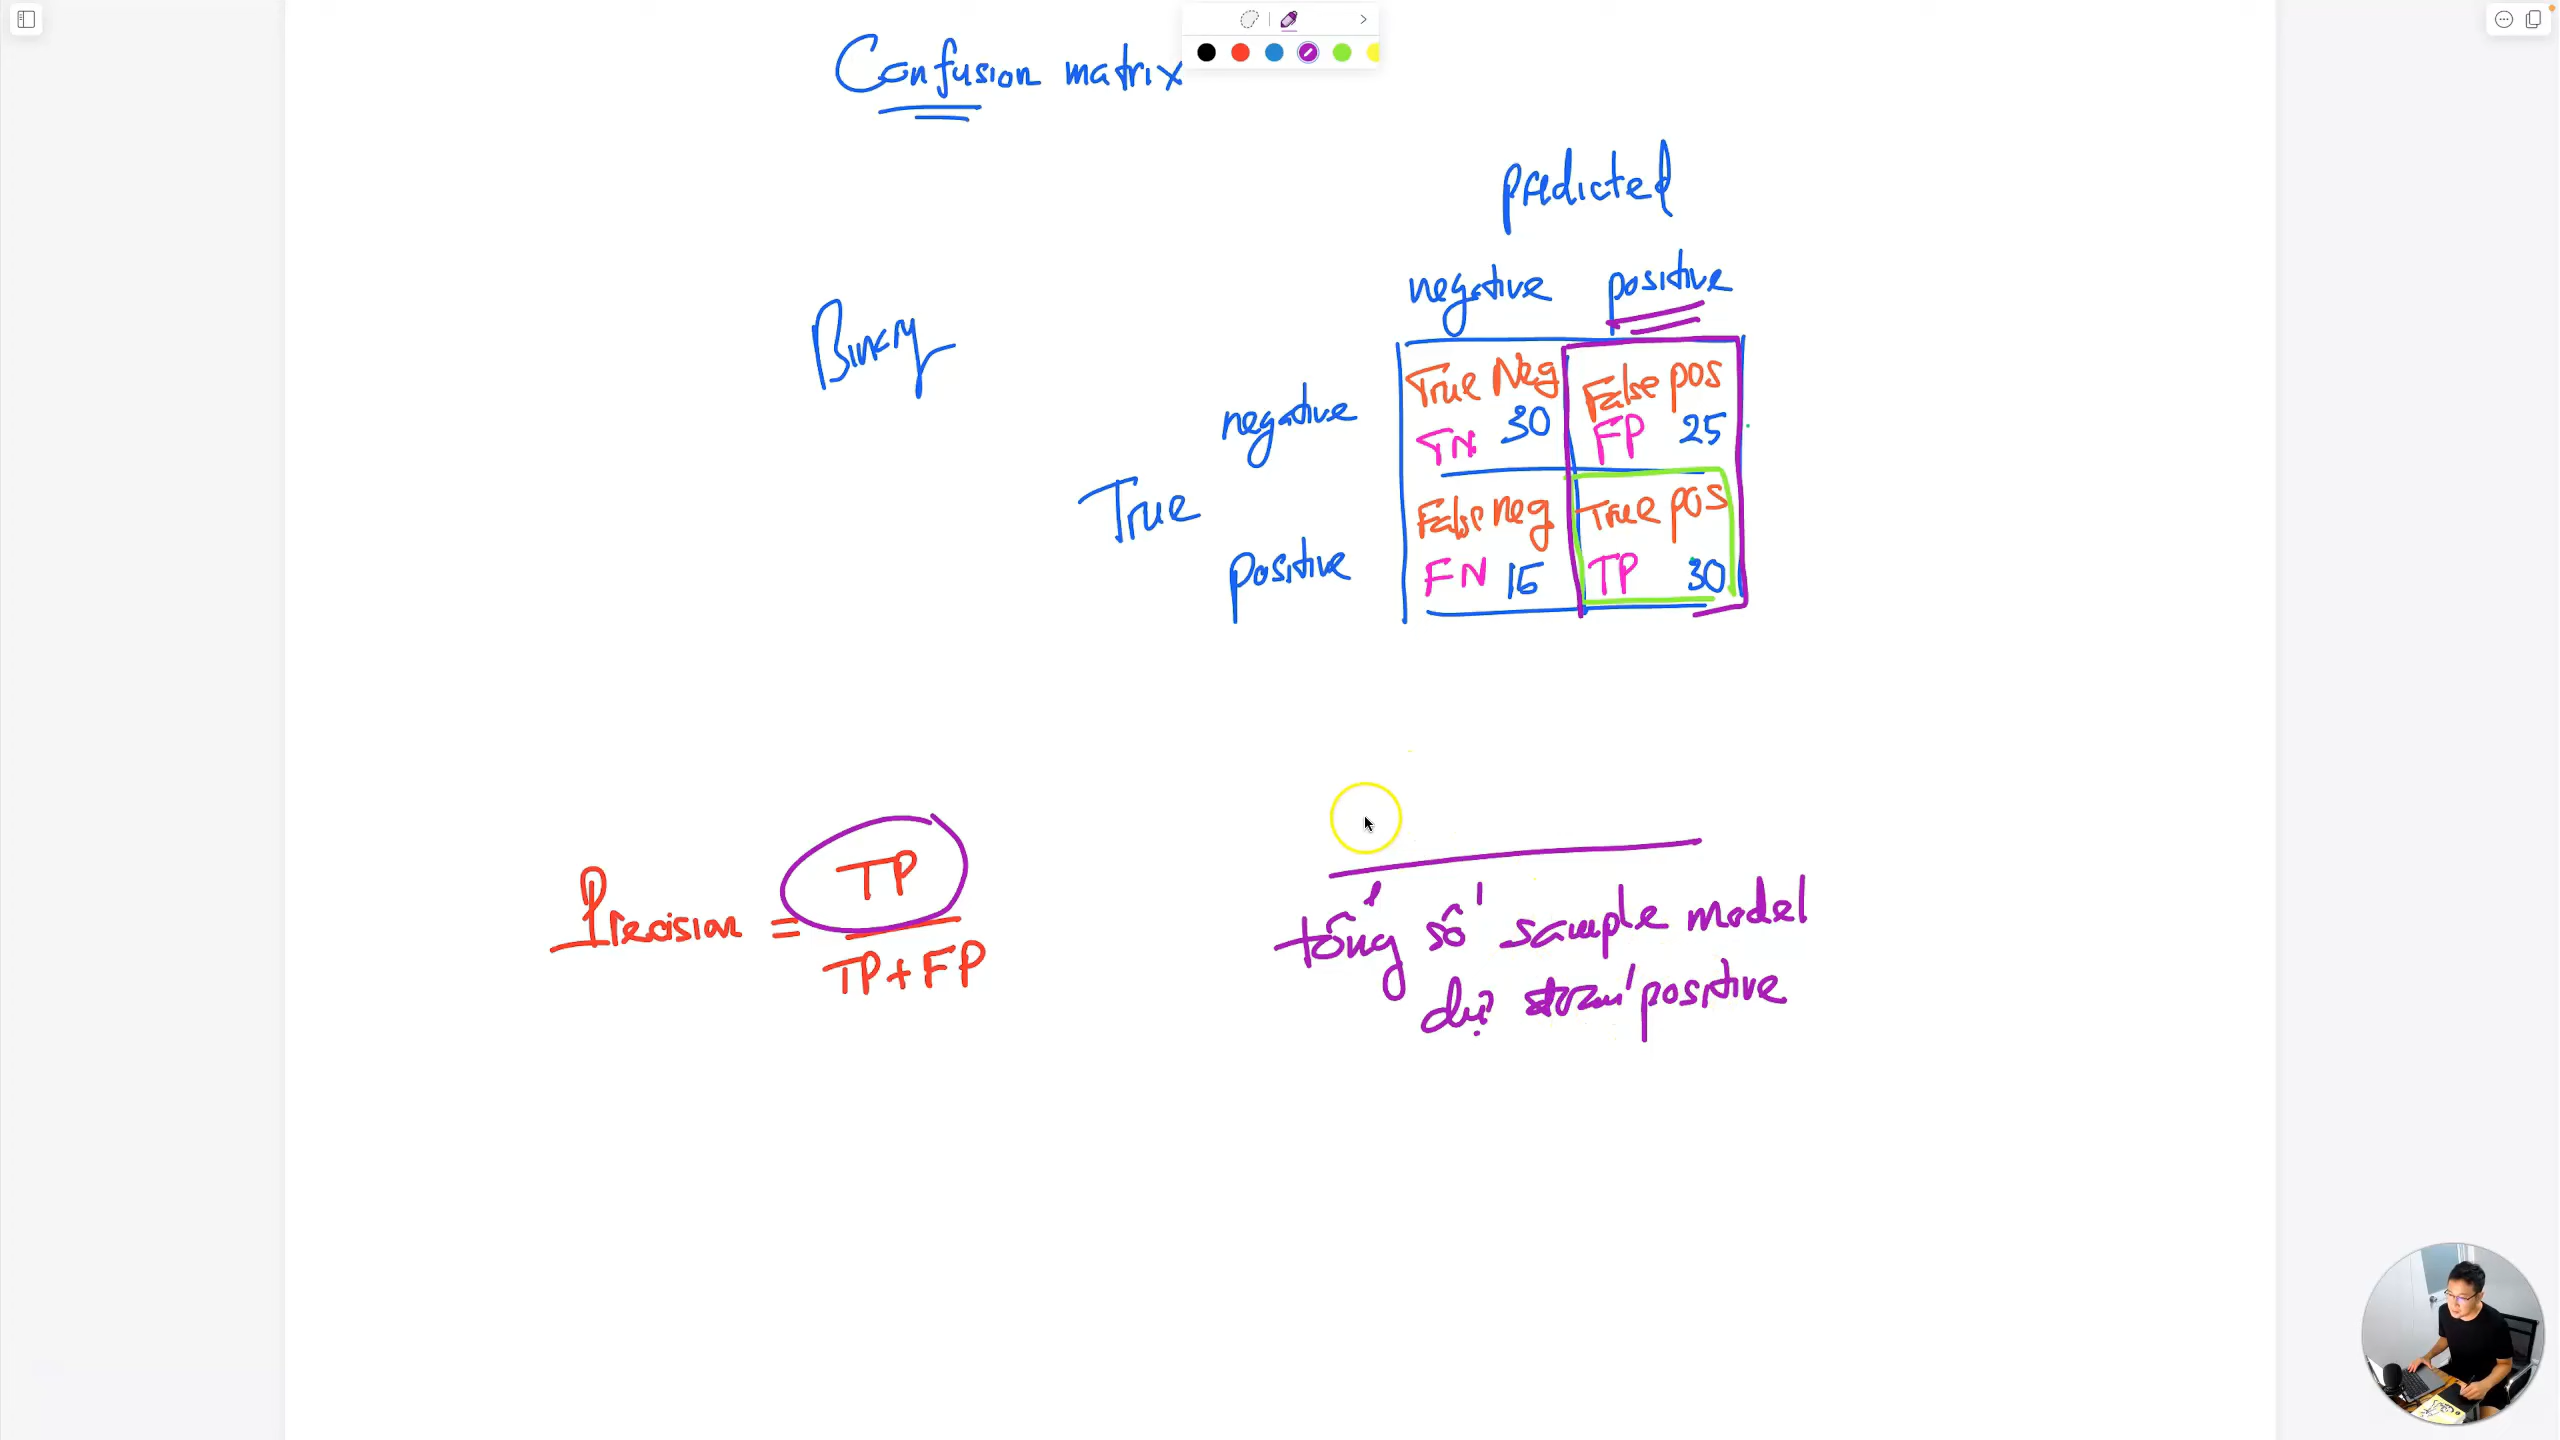 Confusion matrix
predicted
negative positive
Binary
negative
True Neg False pos
TN 30 FP 25
True
positive
False neg True pos
FN 15 TP 30
Precision = TP
TP+FP
tổng số sample model
dự đoán positive